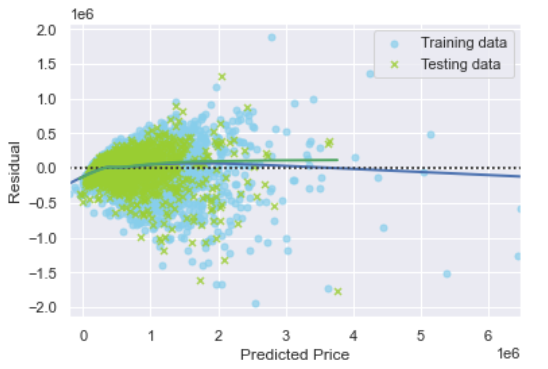 1e6
2.0
1.5
1.0
0.5
0.0
−0.5
−1.0
−1.5
−2.0
Residual
Training data
Testing data
0 1 2 3 4 5 6
1e6
Predicted Price